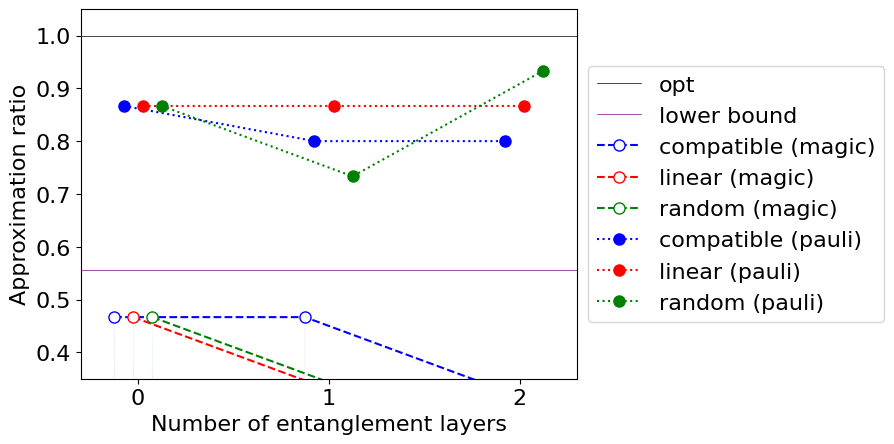 1.0
0.9
0.8
0.7
0.6
0.5
0.4
Approximation ratio
0
1
2
Number of entanglement layers
opt
lower bound
compatible (magic)
linear (magic)
random (magic)
compatible (pauli)
linear (pauli)
random (pauli)